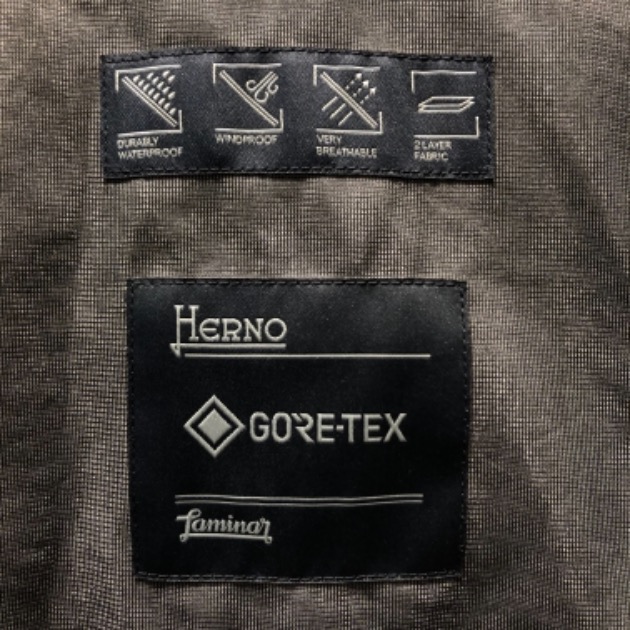 DURABLY
WATERPROOF
WINDPROOF
VERY
BREATHABLE
2 LAYER
FABRIC
HERNO
GORE-TEX
Laminar